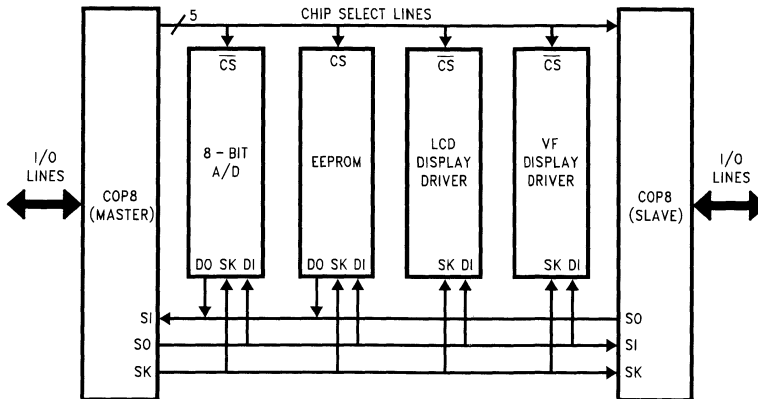 5
CHIP SELECT LINES
CS
CS
CS
CS
8-BIT
A/D
EEPROM
LCD
DISPLAY
DRIVER
VF
DISPLAY
DRIVER
I/O
LINES
COP8
(MASTER)
COP8
(SLAVE)
I/O
LINES
DO SK DI
DO SK DI
SK DI
SK DI
SI
SO
SO
SI
SK
SK